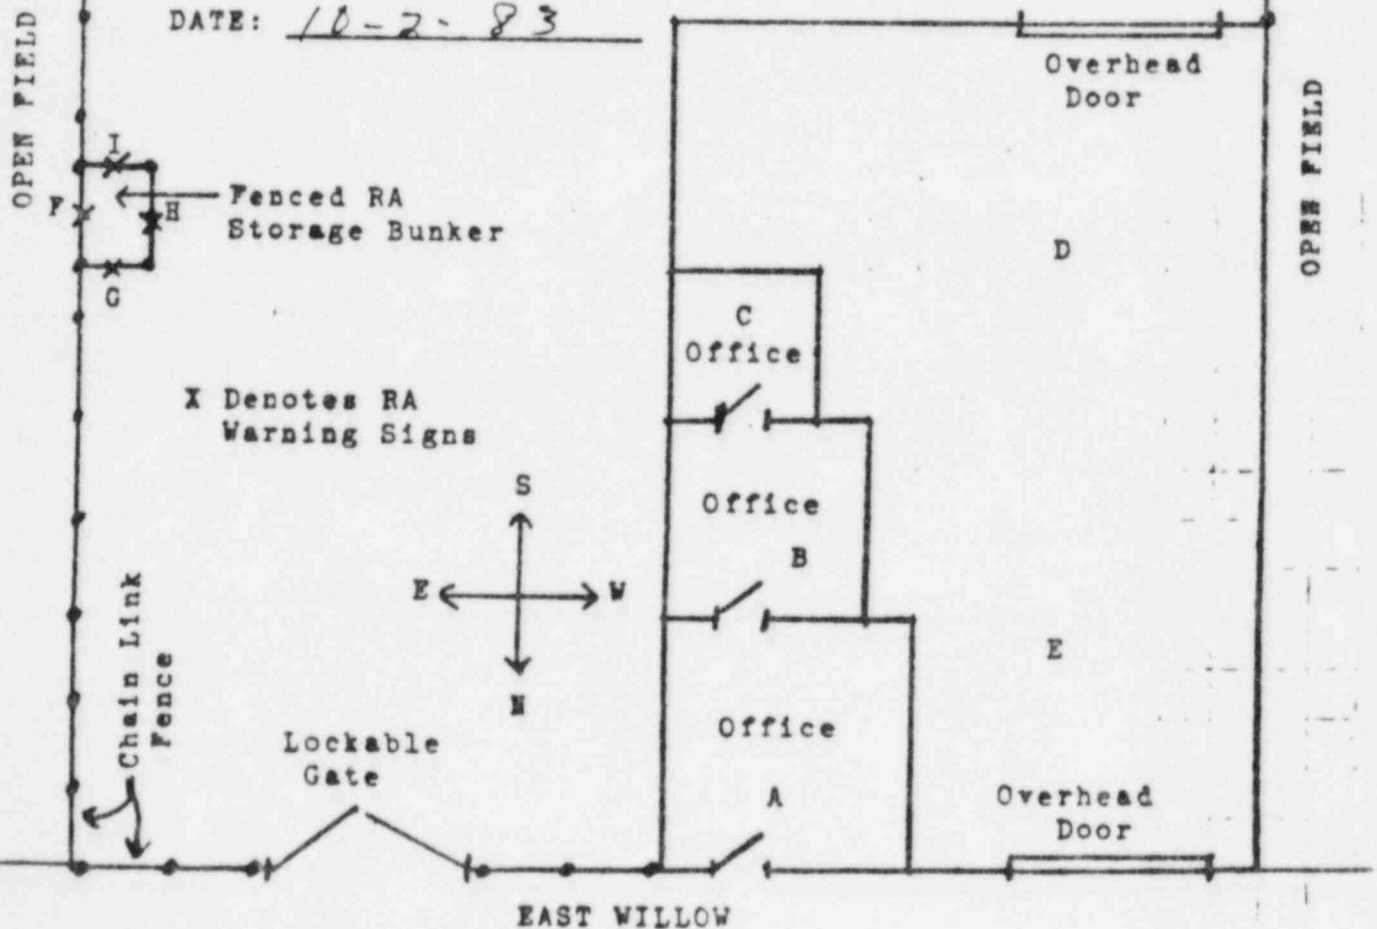 DATE: 10-2-83
OPEN FIELD
Overhead
Door
OPEN FIELD
I
F
H
G
Fenced RA
Storage Bunker
D
C
Office
X Denotes RA
Warning Signs
S
E
W
N
Office
B
E
Chain Link
Fence
Lockable
Gate
Office
A
Overhead
Door
EAST WILLOW